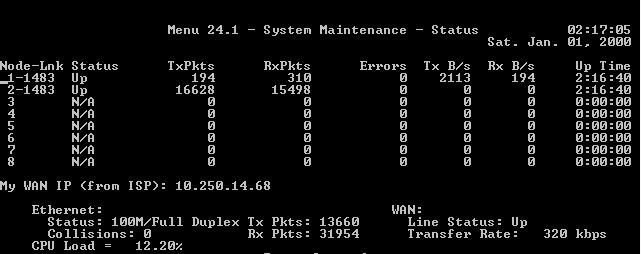 Menu 24.1 - System Maintenance - Status 02:17:05
Sat. Jan. 01, 2000
Node-Lnk Status TxPkts RxPkts Errors Tx B/s Rx B/s Up Time
1-1483 Up 194 310 0 2113 194 2:16:40
2-1483 Up 16628 15498 0 0 0 2:16:40
3 N/A 0 0 0 0 0 0:00:00
4 N/A 0 0 0 0 0 0:00:00
5 N/A 0 0 0 0 0 0:00:00
6 N/A 0 0 0 0 0 0:00:00
7 N/A 0 0 0 0 0 0:00:00
8 N/A 0 0 0 0 0 0:00:00
My WAN IP (from ISP): 10.250.14.68
Ethernet: WAN:
Status: 100M/Full Duplex Tx Pkts: 13660 Line Status: Up
Collisions: 0 Rx Pkts: 31954 Transfer Rate: 320 kbps
CPU Load = 12.20%